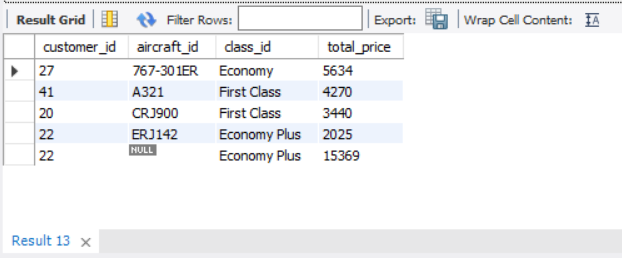 Result Grid Filter Rows: Export: Wrap Cell Content: IA
customer_id aircraft_id class_id total_price
27 767-301ER Economy 5634
41 A321 First Class 4270
20 CRJ900 First Class 3440
22 ERJ142 Economy Plus 2025
22 NULL Economy Plus 15369
Result 13 ×